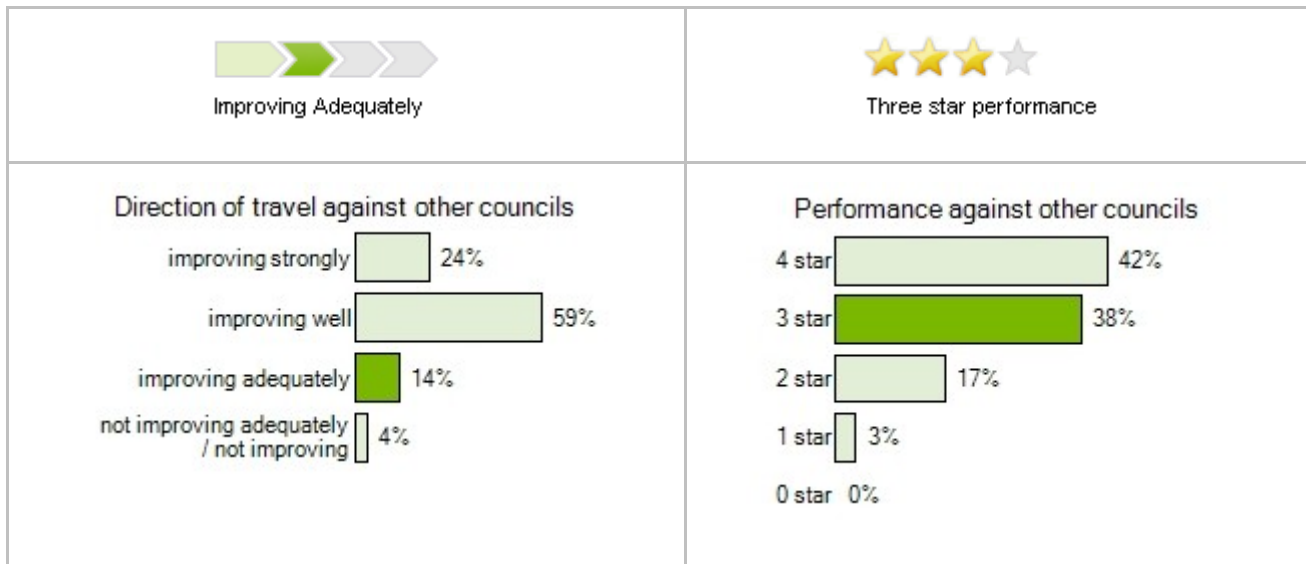 Improving Adequately
Three star performance
Direction of travel against other councils
improving strongly 24%
improving well 59%
improving adequately 14%
not improving adequately
/ not improving 4%
Performance against other councils
4 star 42%
3 star 38%
2 star 17%
1 star 3%
0 star 0%